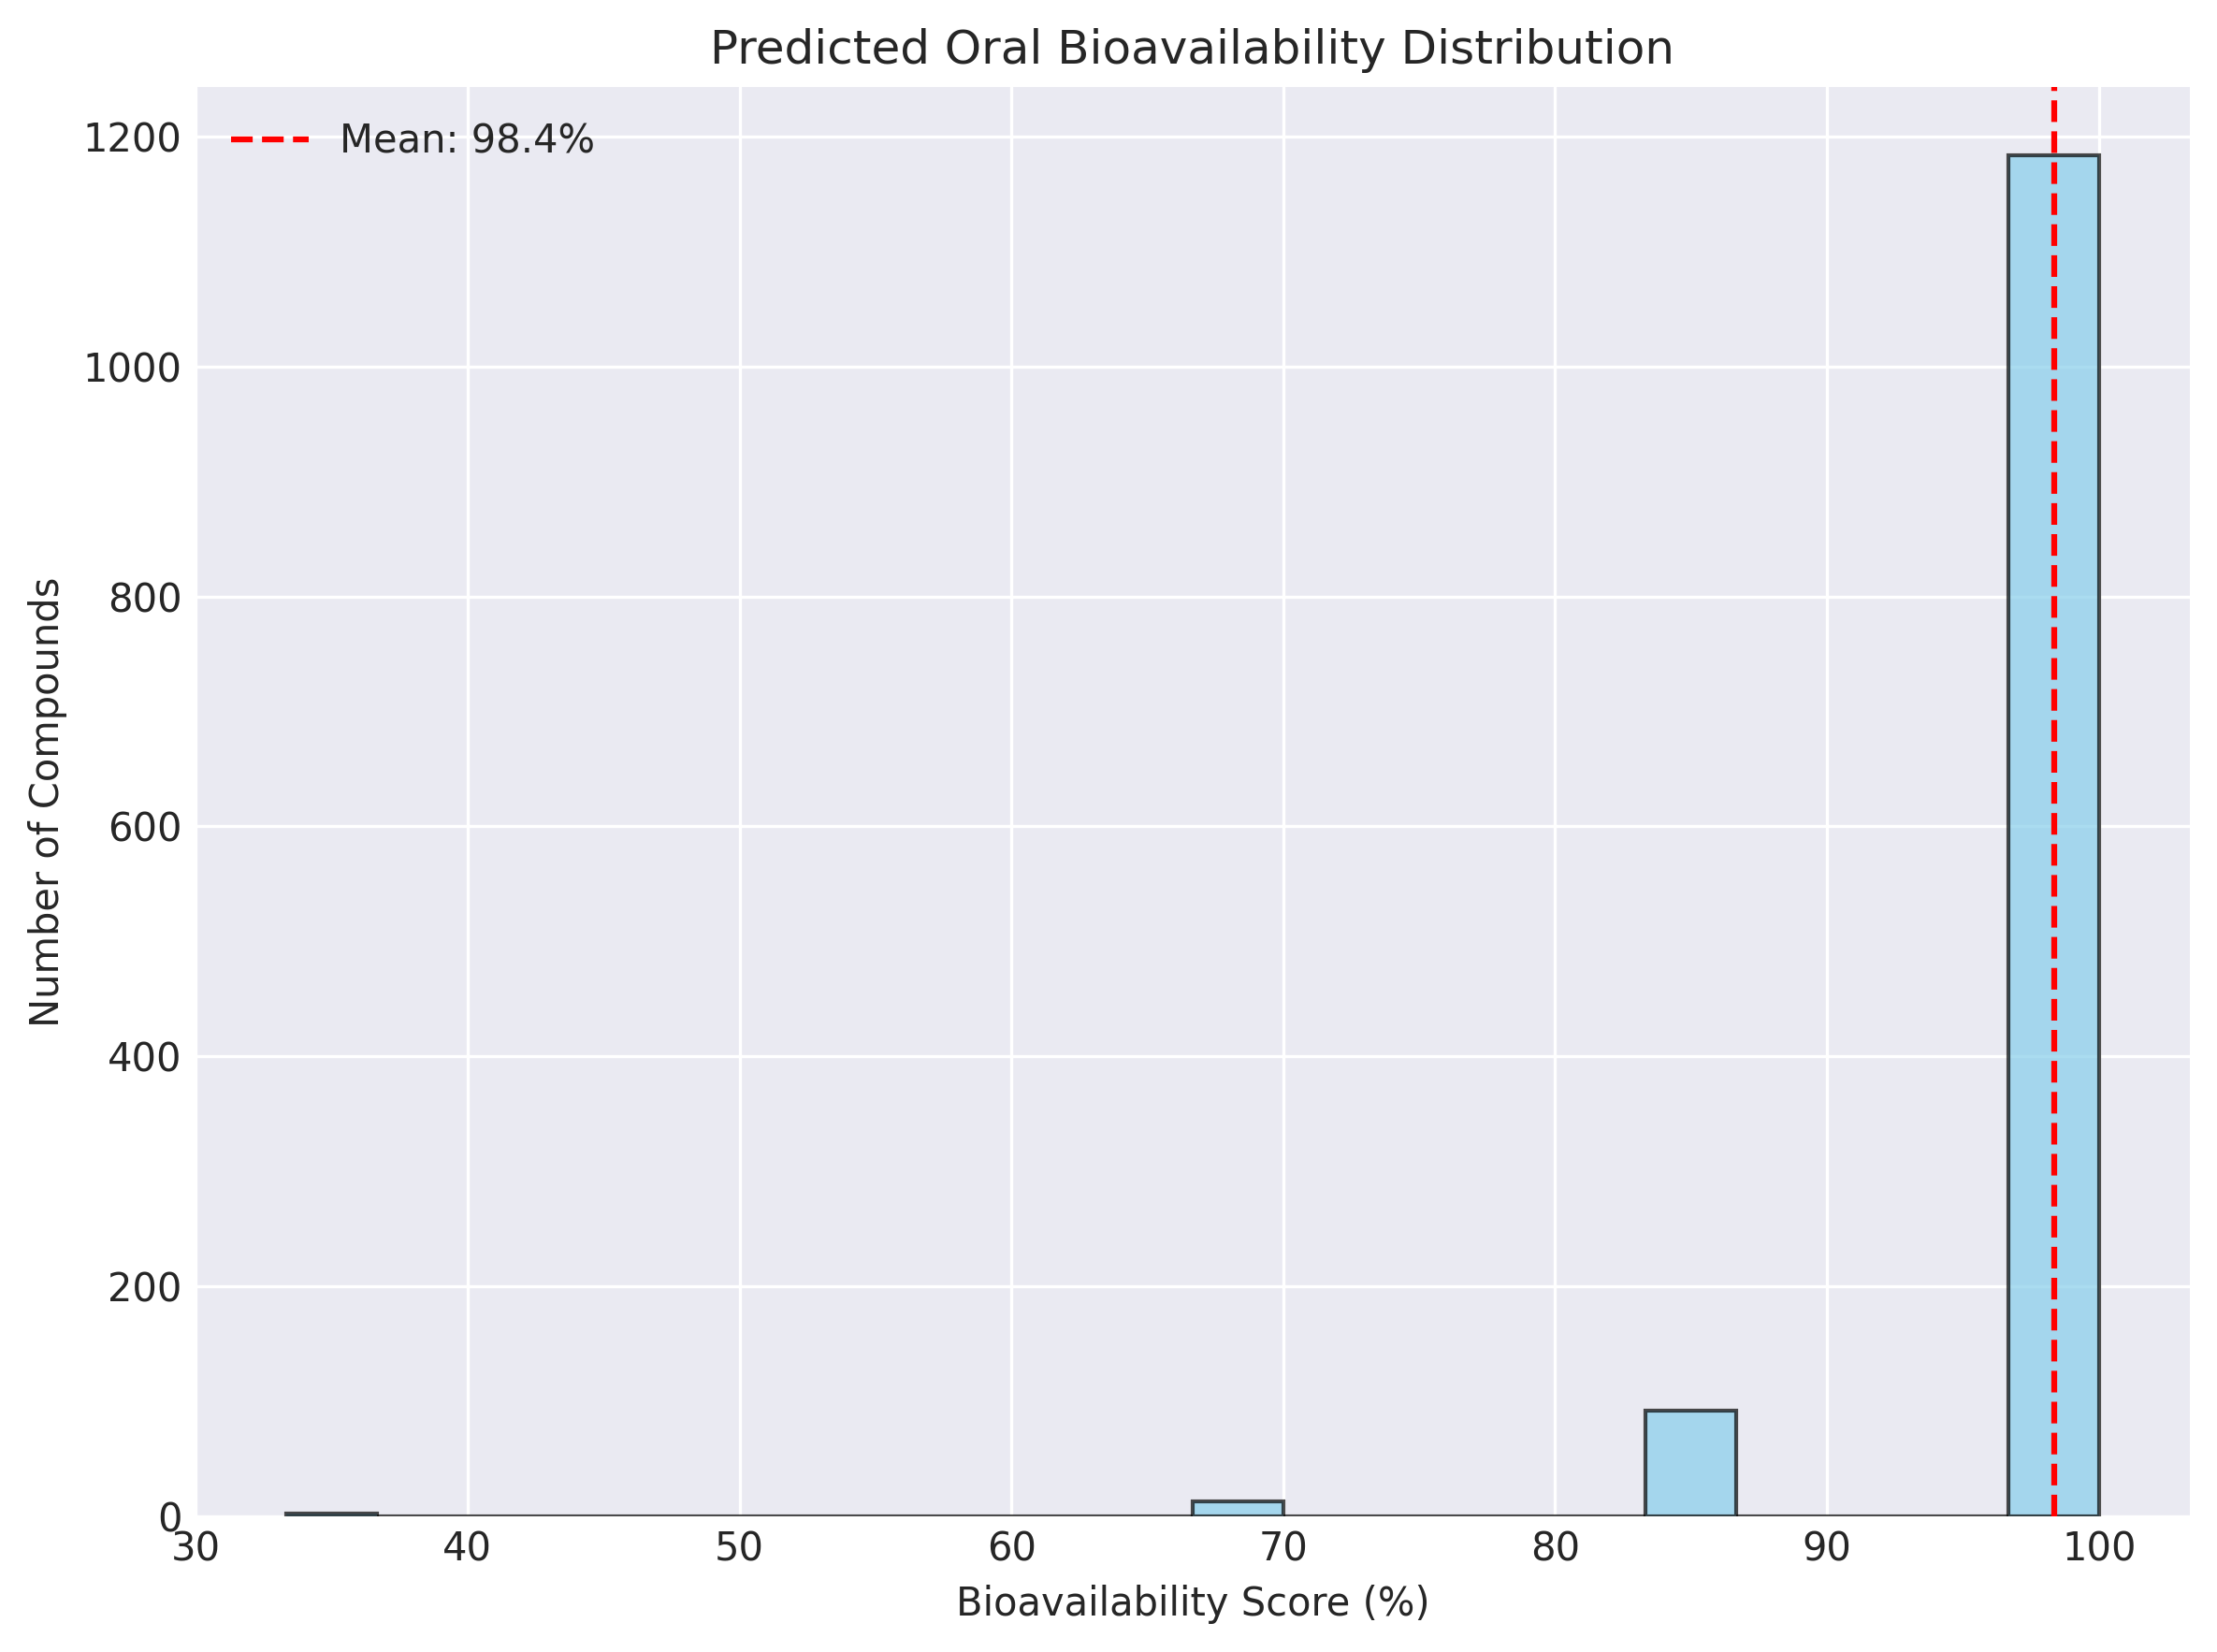 Predicted Oral Bioavailability Distribution
Mean: 98.4%
Number of Compounds
1200
1000
800
600
400
200
0
30 40 50 60 70 80 90 100
Bioavailability Score (%)